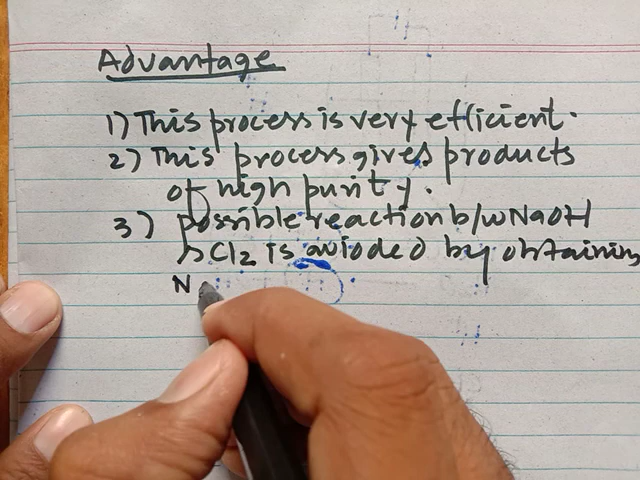 Advantage
1) This process is very efficient.
2) This process gives products
of high purity.
3) possible reaction b/w NaOH
& Cl2 is avioded by obtaining
N